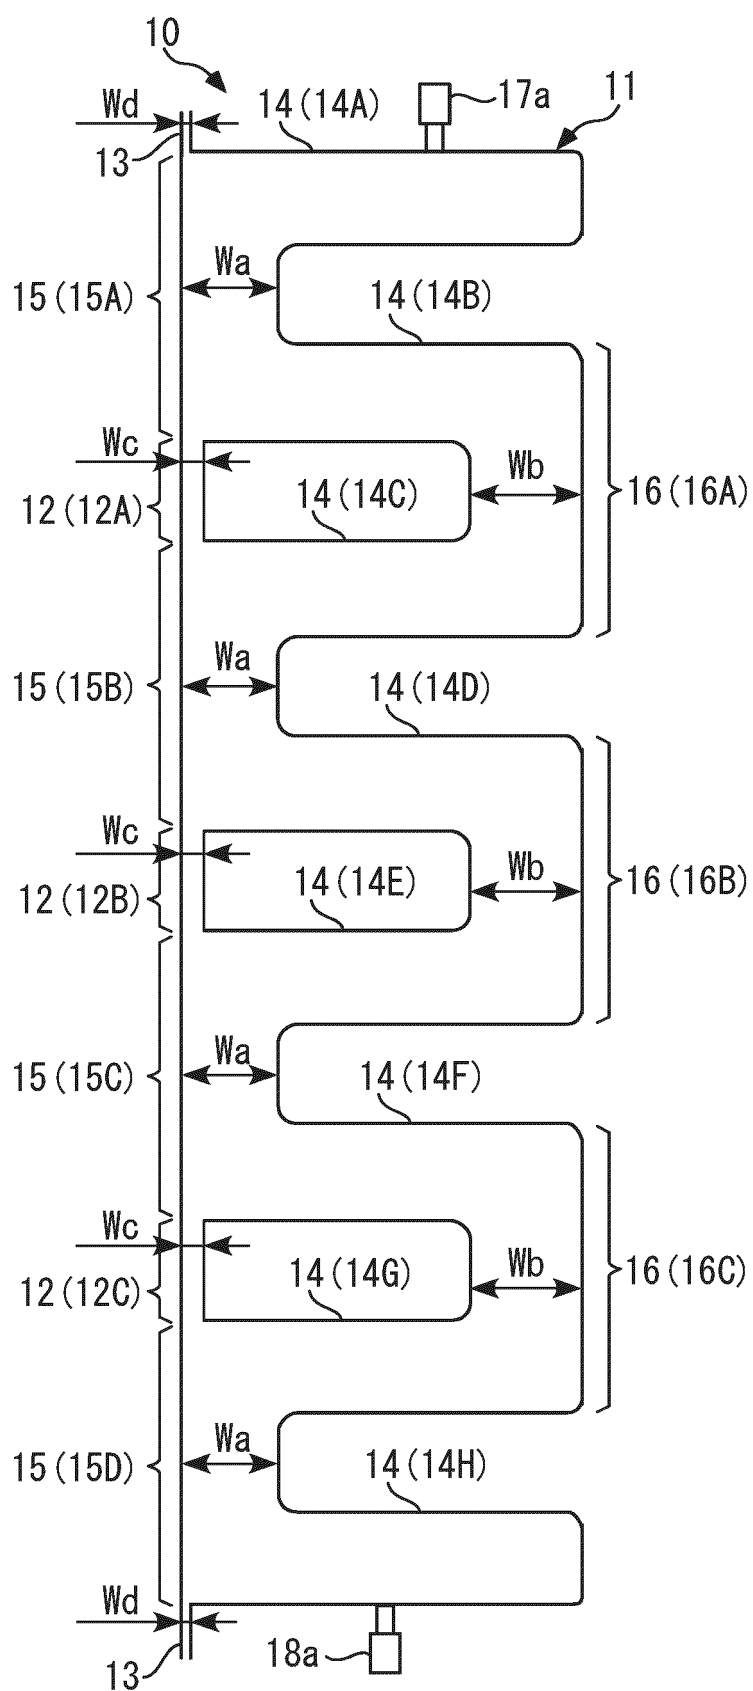 10
Wd
14(14A)
17a
11
13
Wa
15(15A)
14(14B)
Wc
Wb
12(12A)
14(14C)
16(16A)
Wa
15(15B)
14(14D)
Wc
Wb
12(12B)
14(14E)
16(16B)
Wa
15(15C)
14(14F)
Wc
Wb
12(12C)
14(14G)
16(16C)
Wa
15(15D)
14(14H)
Wd
13
18a